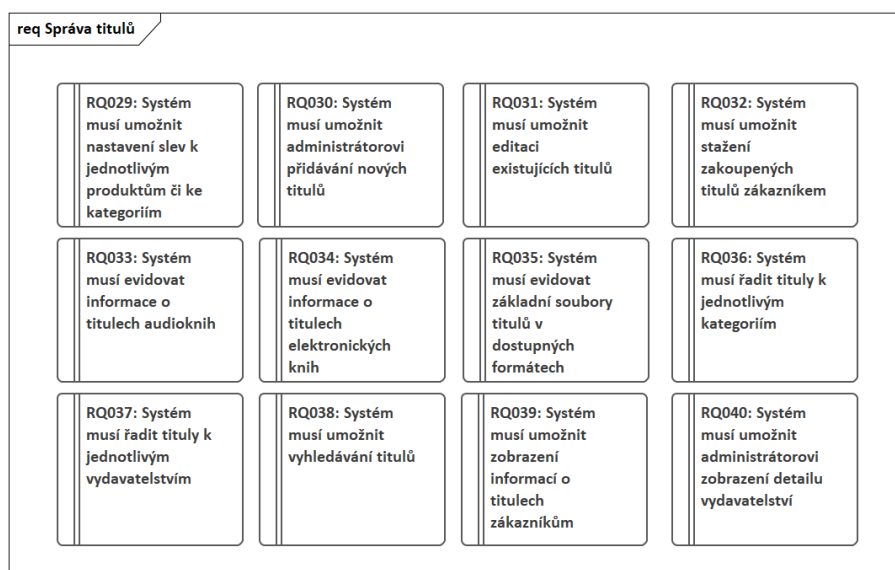 req Správa titulů
RQ029: Systém
musí umožnit
nastavení slev k
jednotlivým
produktům či ke
kategoriím
RQ030: Systém
musí umožnit
administrátorovi
přidávání nových
titulů
RQ031: Systém
musí umožnit
editaci
existujících titulů
RQ032: Systém
musí umožnit
stažení
zakoupených
titulů zákazníkem
RQ033: Systém
musí evidovat
informace o
titulech audioknih
RQ034: Systém
musí evidovat
informace o
titulech
elektronických
knih
RQ035: Systém
musí evidovat
základní soubory
titulů v
dostupných
formátech
RQ036: Systém
musí řadit tituly k
jednotlivým
kategoriím
RQ037: Systém
musí řadit tituly k
jednotlivým
vydavatelstvím
RQ038: Systém
musí umožnit
vyhledávání titulů
RQ039: Systém
musí umožnit
zobrazení
informací o
titulech
zákazníkům
RQ040: Systém
musí umožnit
administrátorovi
zobrazení detailu
vydavatelství